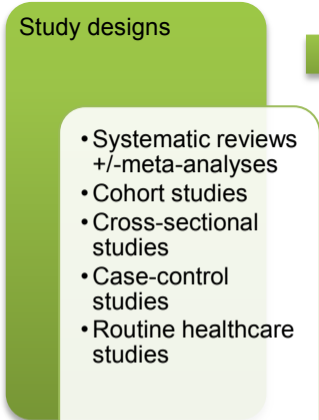 Study designs
•Systematic reviews
+/-meta-analyses
•Cohort studies
•Cross-sectional
studies
•Case-control
studies
•Routine healthcare
studies